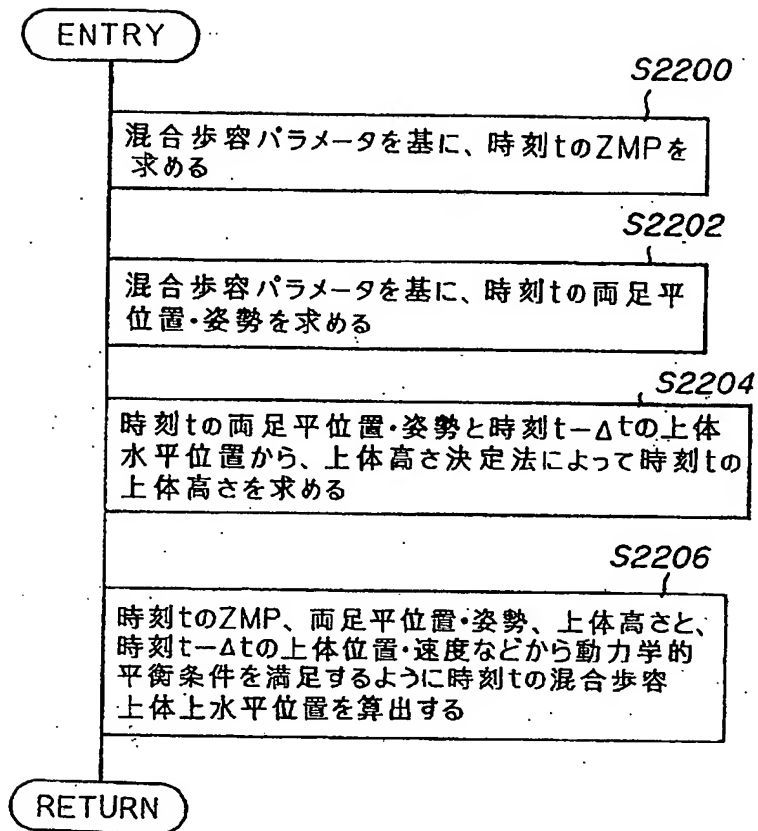 ENTRY
S2200
混合歩容パラメータを基に、時刻tのZMPを
求める
S2202
混合歩容パラメータを基に、時刻tの両足平
位置・姿勢を求める
S2204
時刻tの両足平位置・姿勢と時刻t-Δtの上体
水平位置から、上体高さ決定法によって時刻tの
上体高さを求める
S2206
時刻tのZMP、両足平位置・姿勢、上体高さと、
時刻t-Δtの上体位置・速度などから動力学的
平衡条件を満足するように時刻tの混合歩容
上体上水平位置を算出する
RETURN